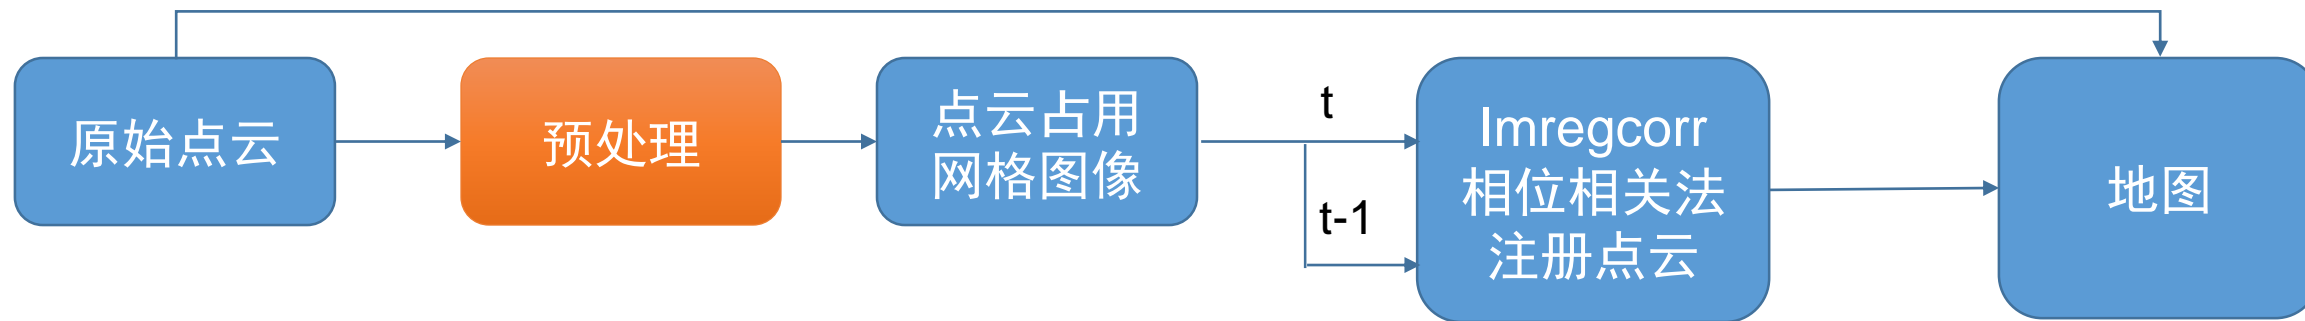 原始点云
预处理
点云占用
网格图像
t
t-1
Imregcorr
相位相关法
注册点云
地图